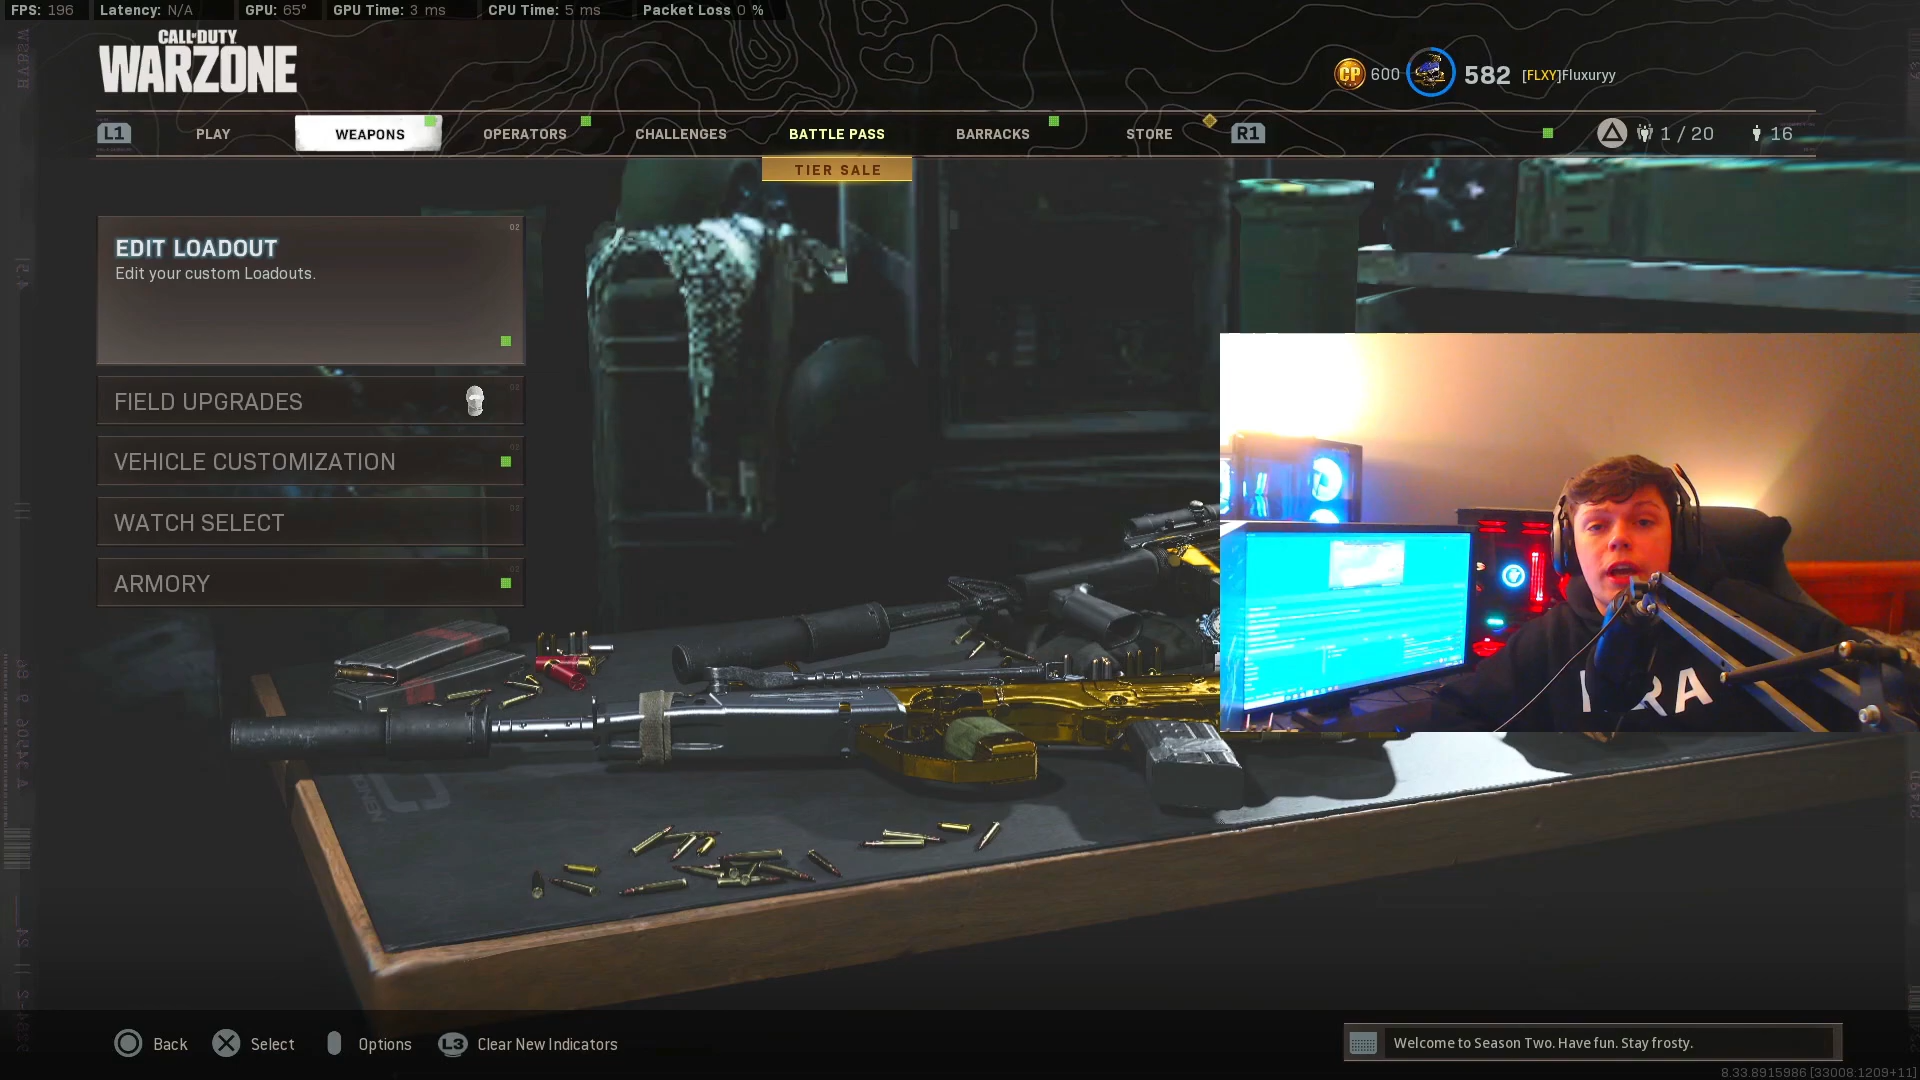 FPS: 196 Latency: N/A GPU: 65° GPU Time: 3 ms CPU Time: 5 ms Packet Loss 0 %
CALL OF DUTY
WARZONE
CP 600 582 [FLXY]Fluxuryy
L1 PLAY WEAPONS OPERATORS CHALLENGES BATTLE PASS BARRACKS STORE R1 1 / 20 16
TIER SALE
EDIT LOADOUT
Edit your custom Loadouts.
FIELD UPGRADES
VEHICLE CUSTOMIZATION
WATCH SELECT
ARMORY
Back Select Options L3 Clear New Indicators
Welcome to Season Two. Have fun. Stay frosty.
8.33.8915986 [33008:1209+11]